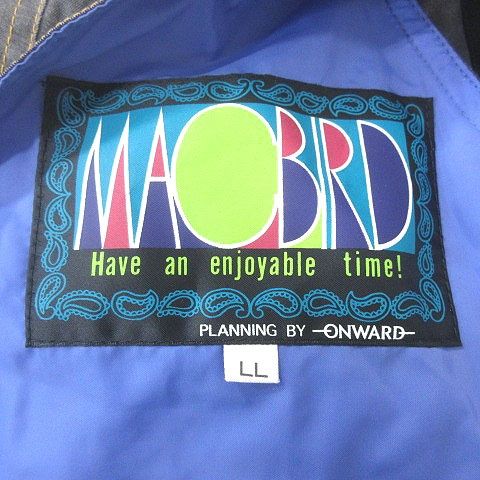 MACBIRD
Have an enjoyable time!
PLANNING BY ONWARD
LL